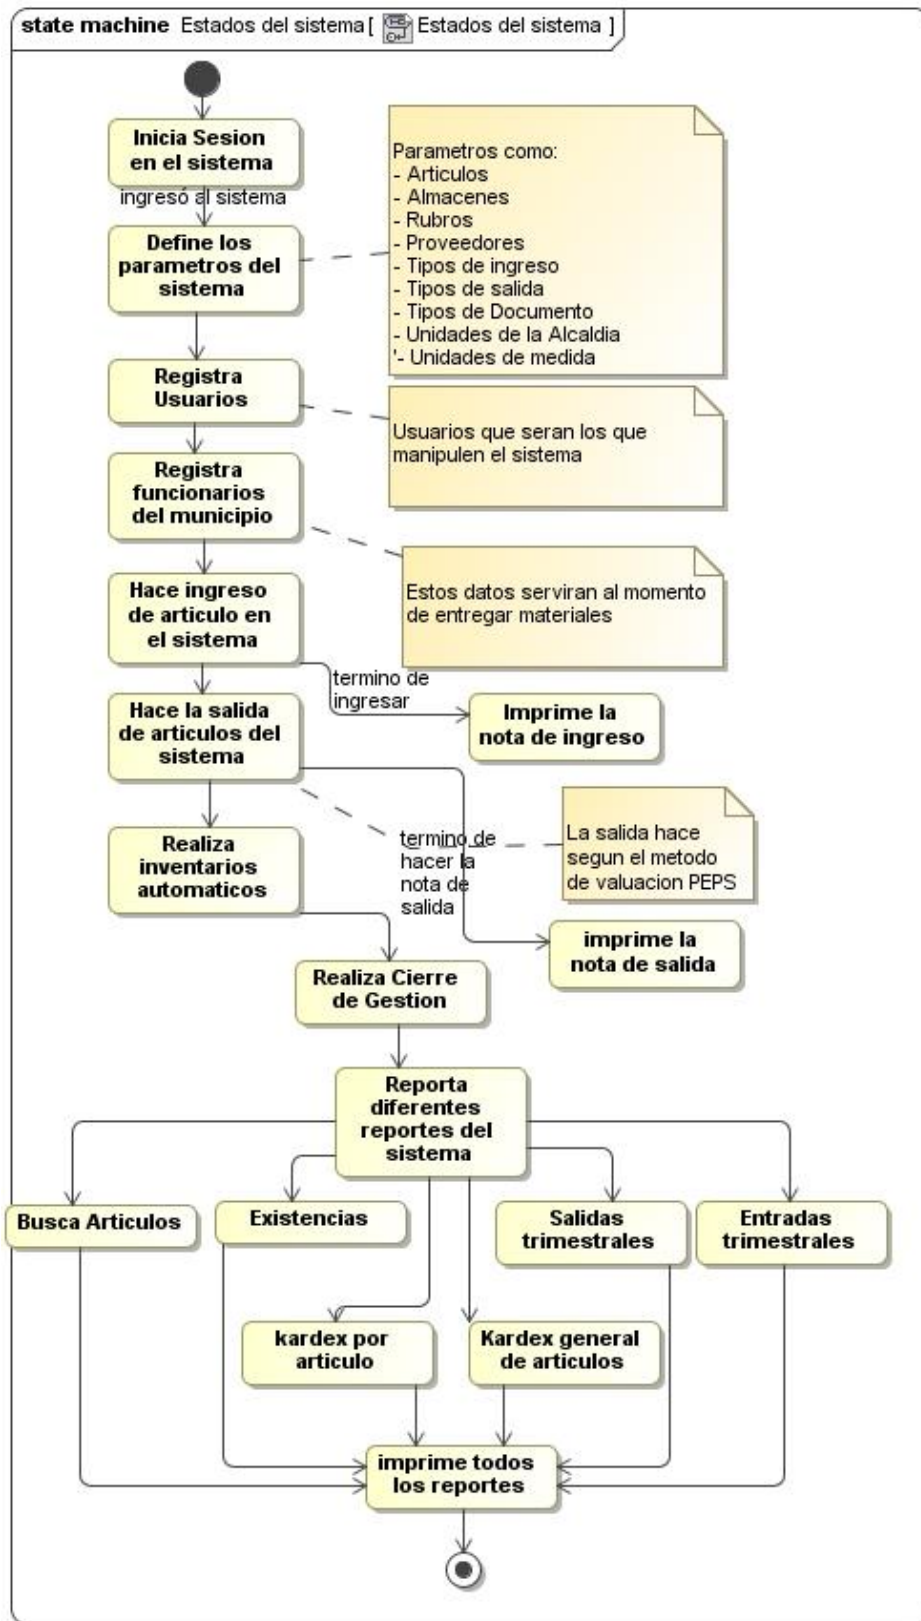 state machine Estados del sistema [ Estados del sistema ]
Inicia Sesion
en el sistema
ingresó al sistema
Define los
parametros del
sistema
Parametros como:
- Articulos
- Almacenes
- Rubros
- Proveedores
- Tipos de ingreso
- Tipos de salida
- Tipos de Documento
- Unidades de la Alcaldia
'- Unidades de medida
Registra
Usuarios
Usuarios que seran los que
manipulen el sistema
Registra
funcionarios
del municipio
Estos datos serviran al momento
de entregar materiales
Hace ingreso
de articulo en
el sistema
termino de
ingresar
Imprime la
nota de ingreso
Hace la salida
de articulos del
sistema
La salida hace
segun el metodo
de valuacion PEPS
termino de
hacer la
nota de
salida
Realiza
inventarios
automaticos
imprime la
nota de salida
Realiza Cierre
de Gestion
Reporta
diferentes
reportes del
sistema
Busca Articulos
Existencias
Salidas
trimestrales
Entradas
trimestrales
kardex por
articulo
Kardex general
de articulos
imprime todos
los reportes